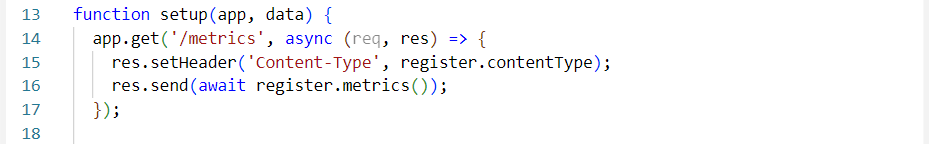 13 function setup(app, data) {
14 app.get('/metrics', async (req, res) => {
15 res.setHeader('Content-Type', register.contentType);
16 res.send(await register.metrics());
17 });
18